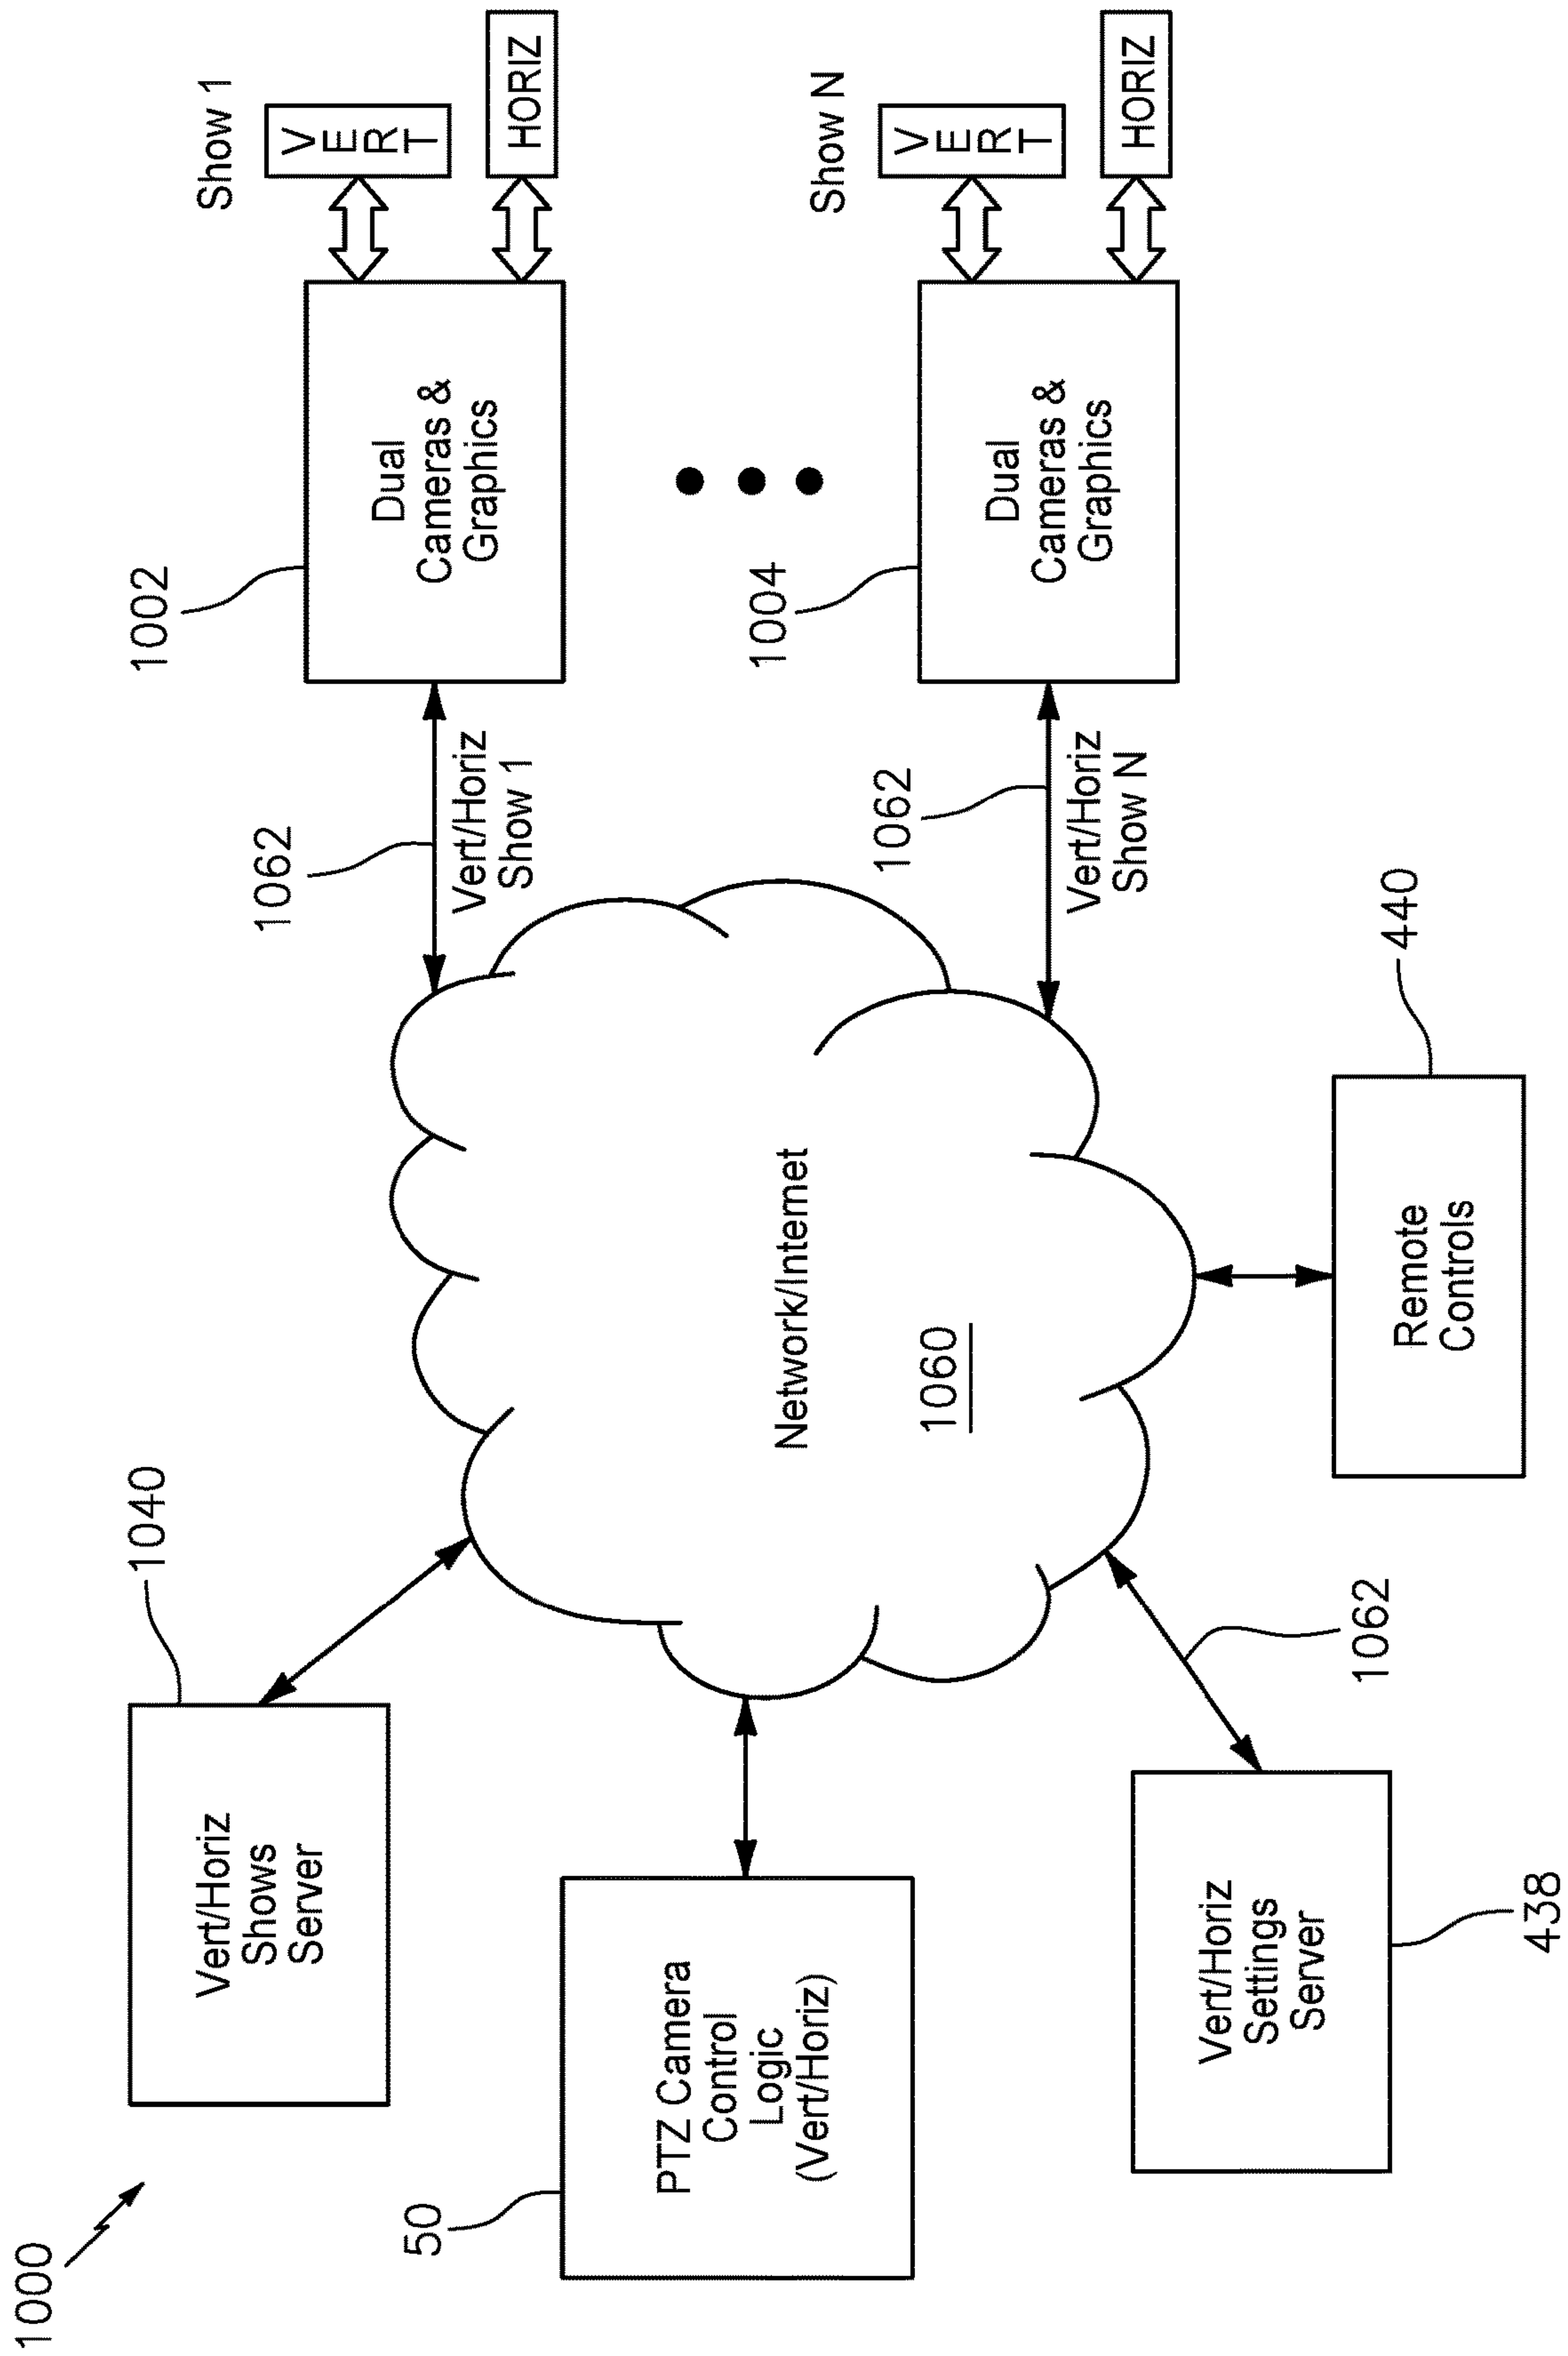 1000
1040
Vert/Horiz
Shows
Server
50
PTZ Camera
Control
Logic
(Vert/Horiz)
Vert/Horiz
Settings
Server
438
1062
Network/Internet
1060
Remote
Controls
440
1062
Vert/Horiz
Show 1
1002
Dual
Cameras &
Graphics
Show 1
VERT
HORIZ
1062
Vert/Horiz
Show N
1004
Dual
Cameras &
Graphics
Show N
VERT
HORIZ